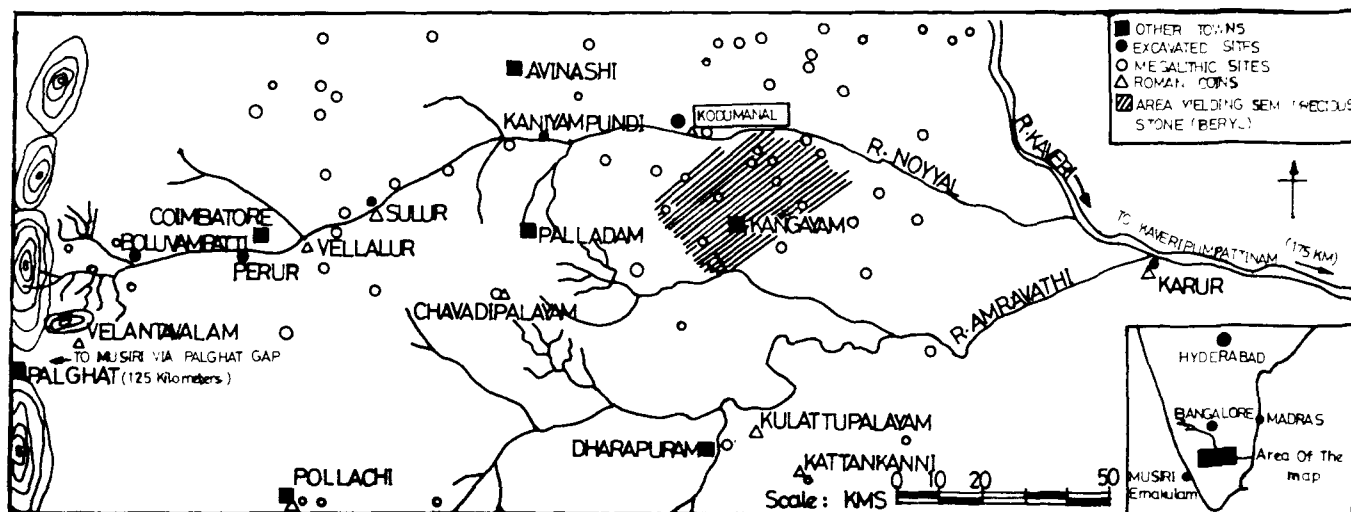 OTHER TOWNS
EXCAVATED SITES
MEGALITHIC SITES
ROMAN COINS
AREA YIELDING SEMI PRECIOUS
STONE (BERYL)
AVINASHI
KANIYAMPUNDI
KODUMANAL
R. KAVERI
R. NOYYAL
COIMBATORE
BOLUVAMPATTI
PERUR
SULUR
VELLALUR
PALLADAM
KANGAYAM
TO KAVERIPUMPATTINAM (175 KM)
KARUR
R. AMRAVATHI
CHAVADIPALAYAM
VELANTAVALAM
TO MUSIRI VIA PALGHAT GAP
PALGHAT (125 Kilometers)
KULATTUPALAYAM
DHARAPURAM
KATTANKANNI
POLLACHI
0 10 20 50
Scale: KMS
HYDERABAD
BANGALORE
MADRAS
Area Of The
map
MUSIRI
Ernakulam